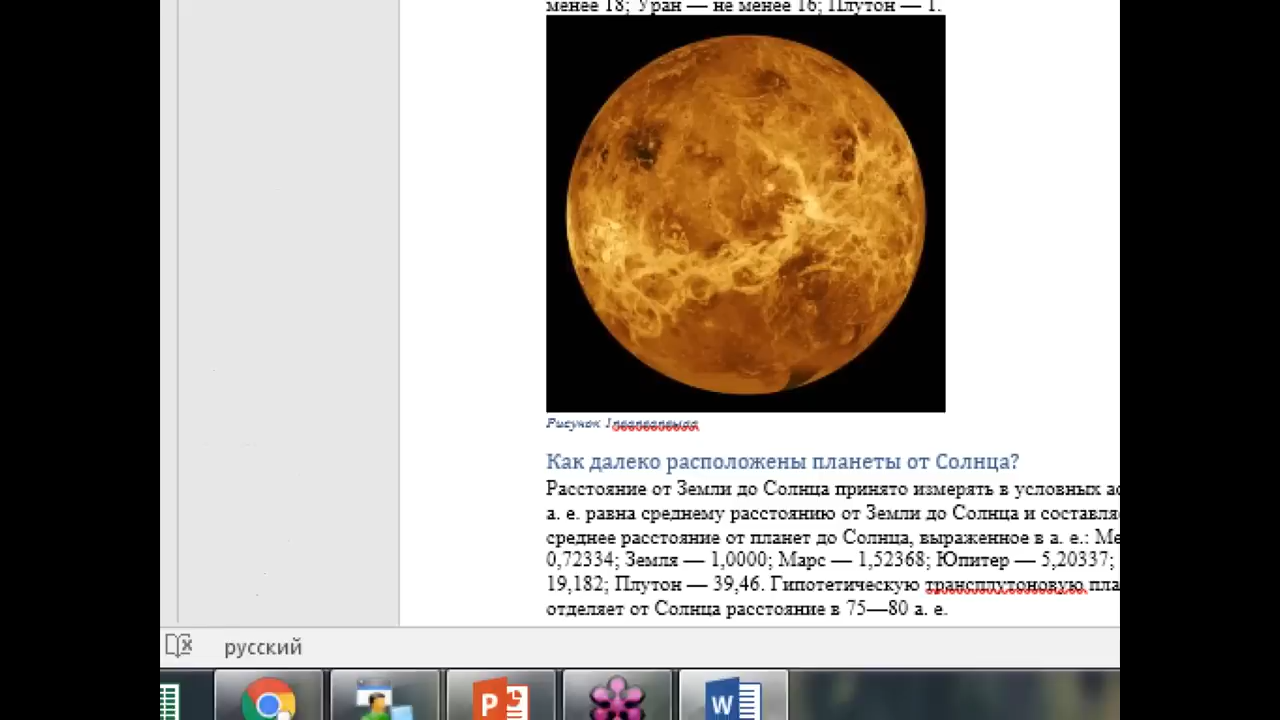 менее 18; Уран — не менее 16; Плутон — 1.
Рисунок 1
Как далеко расположены планеты от Солнца?
Расстояние от Земли до Солнца принято измерять в условных
а. е. равна среднему расстоянию от Земли до Солнца и
среднее расстояние от планет до Солнца, выраженное в а. е.:
0,72334; Земля — 1,0000; Марс — 1,52368; Юпитер — 5,20337;
19,182; Плутон — 39,46. Гипотетическую трансплутоновую
отделяет от Солнца расстояние в 75—80 а. е.
русский
P
W